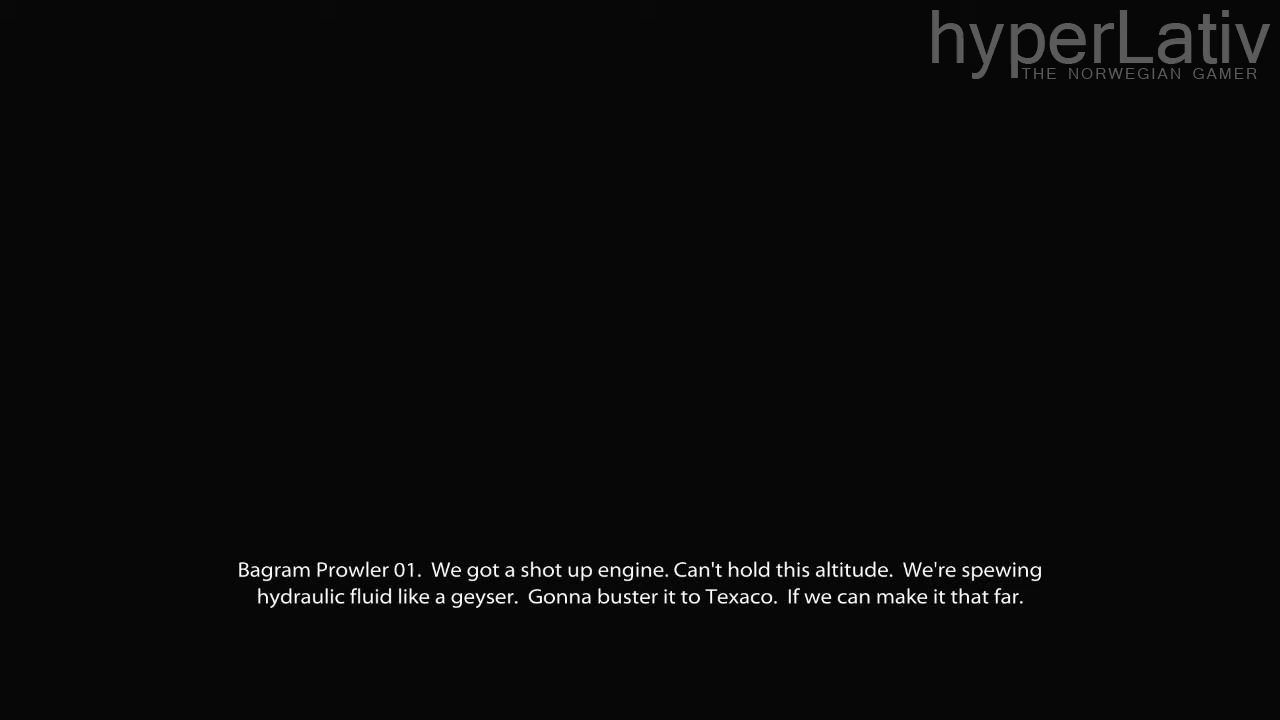 hyperLativ
THE NORWEGIAN GAMER
Bagram Prowler 01.  We got a shot up engine. Can't hold this altitude.  We're spewing
hydraulic fluid like a geyser.  Gonna buster it to Texaco.  If we can make it that far.